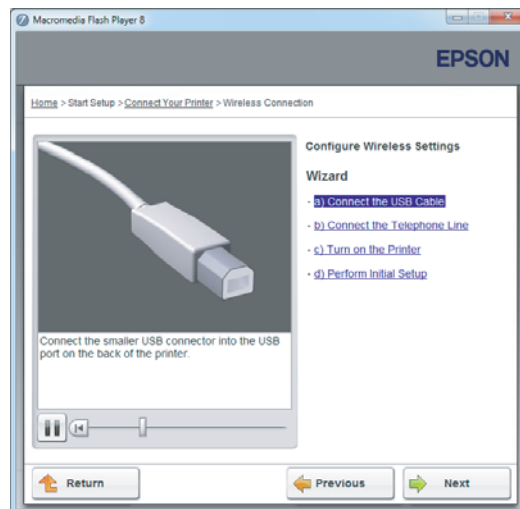 Macromedia Flash Player 8
EPSON
Home > Start Setup > Connect Your Printer > Wireless Connection
Configure Wireless Settings
Wizard
- a) Connect the USB Cable
- b) Connect the Telephone Line
- c) Turn on the Printer
- d) Perform Initial Setup
Connect the smaller USB connector into the USB
port on the back of the printer.
Return
Previous
Next